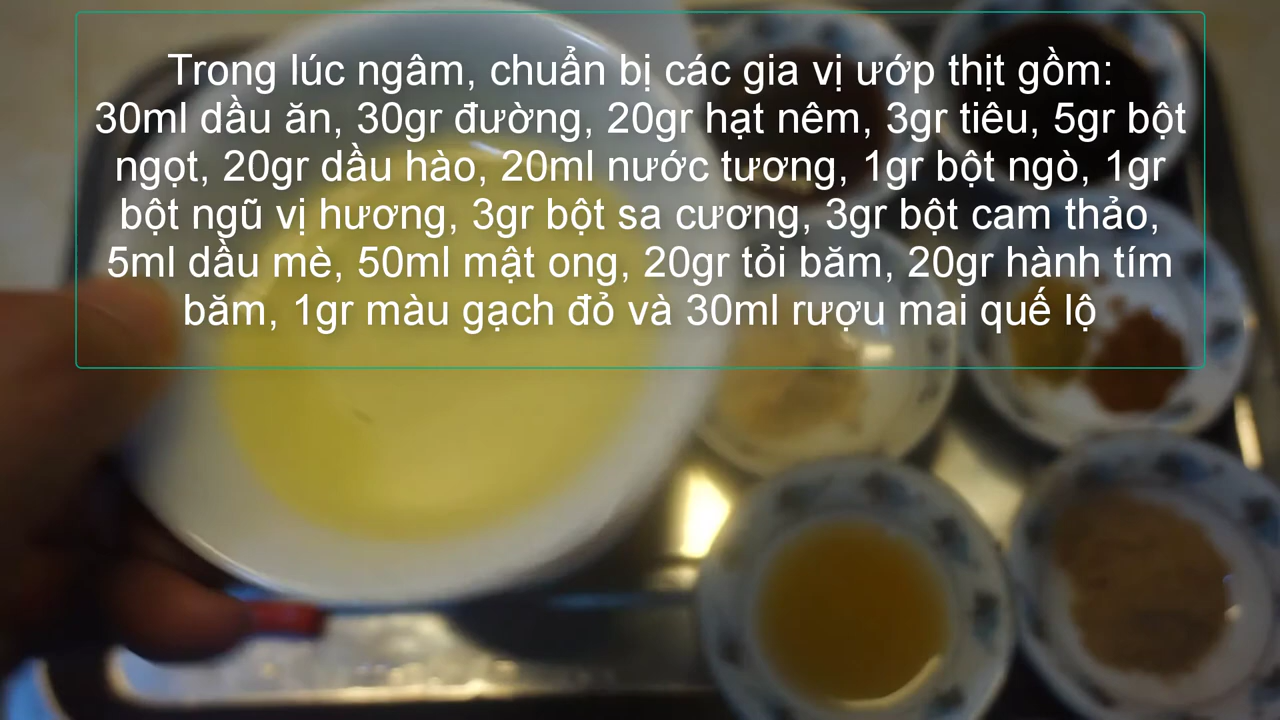 Trong lúc ngâm, chuẩn bị các gia vị ướp thịt gồm:
30ml dầu ăn, 30gr đường, 20gr hạt nêm, 3gr tiêu, 5gr bột
ngọt, 20gr dầu hào, 20ml nước tương, 1gr bột ngò, 1gr
bột ngũ vị hương, 3gr bột sa cương, 3gr bột cam thảo,
5ml dầu mè, 50ml mật ong, 20gr tỏi băm, 20gr hành tím
băm, 1gr màu gạch đỏ và 30ml rượu mai quế lộ